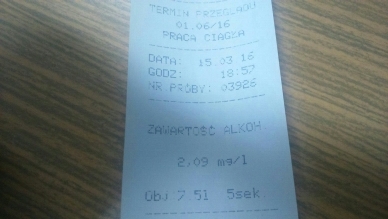 TERMIN PRZEGLĄDU
01.06/16
PRACA CIĄGŁA
DATA: 15.03 16
GODZ: 18:57
NR PRÓBY: 03926
ZAWARTOŚĆ ALKOH
2.09 mg/l
Obj 7.51 5sek